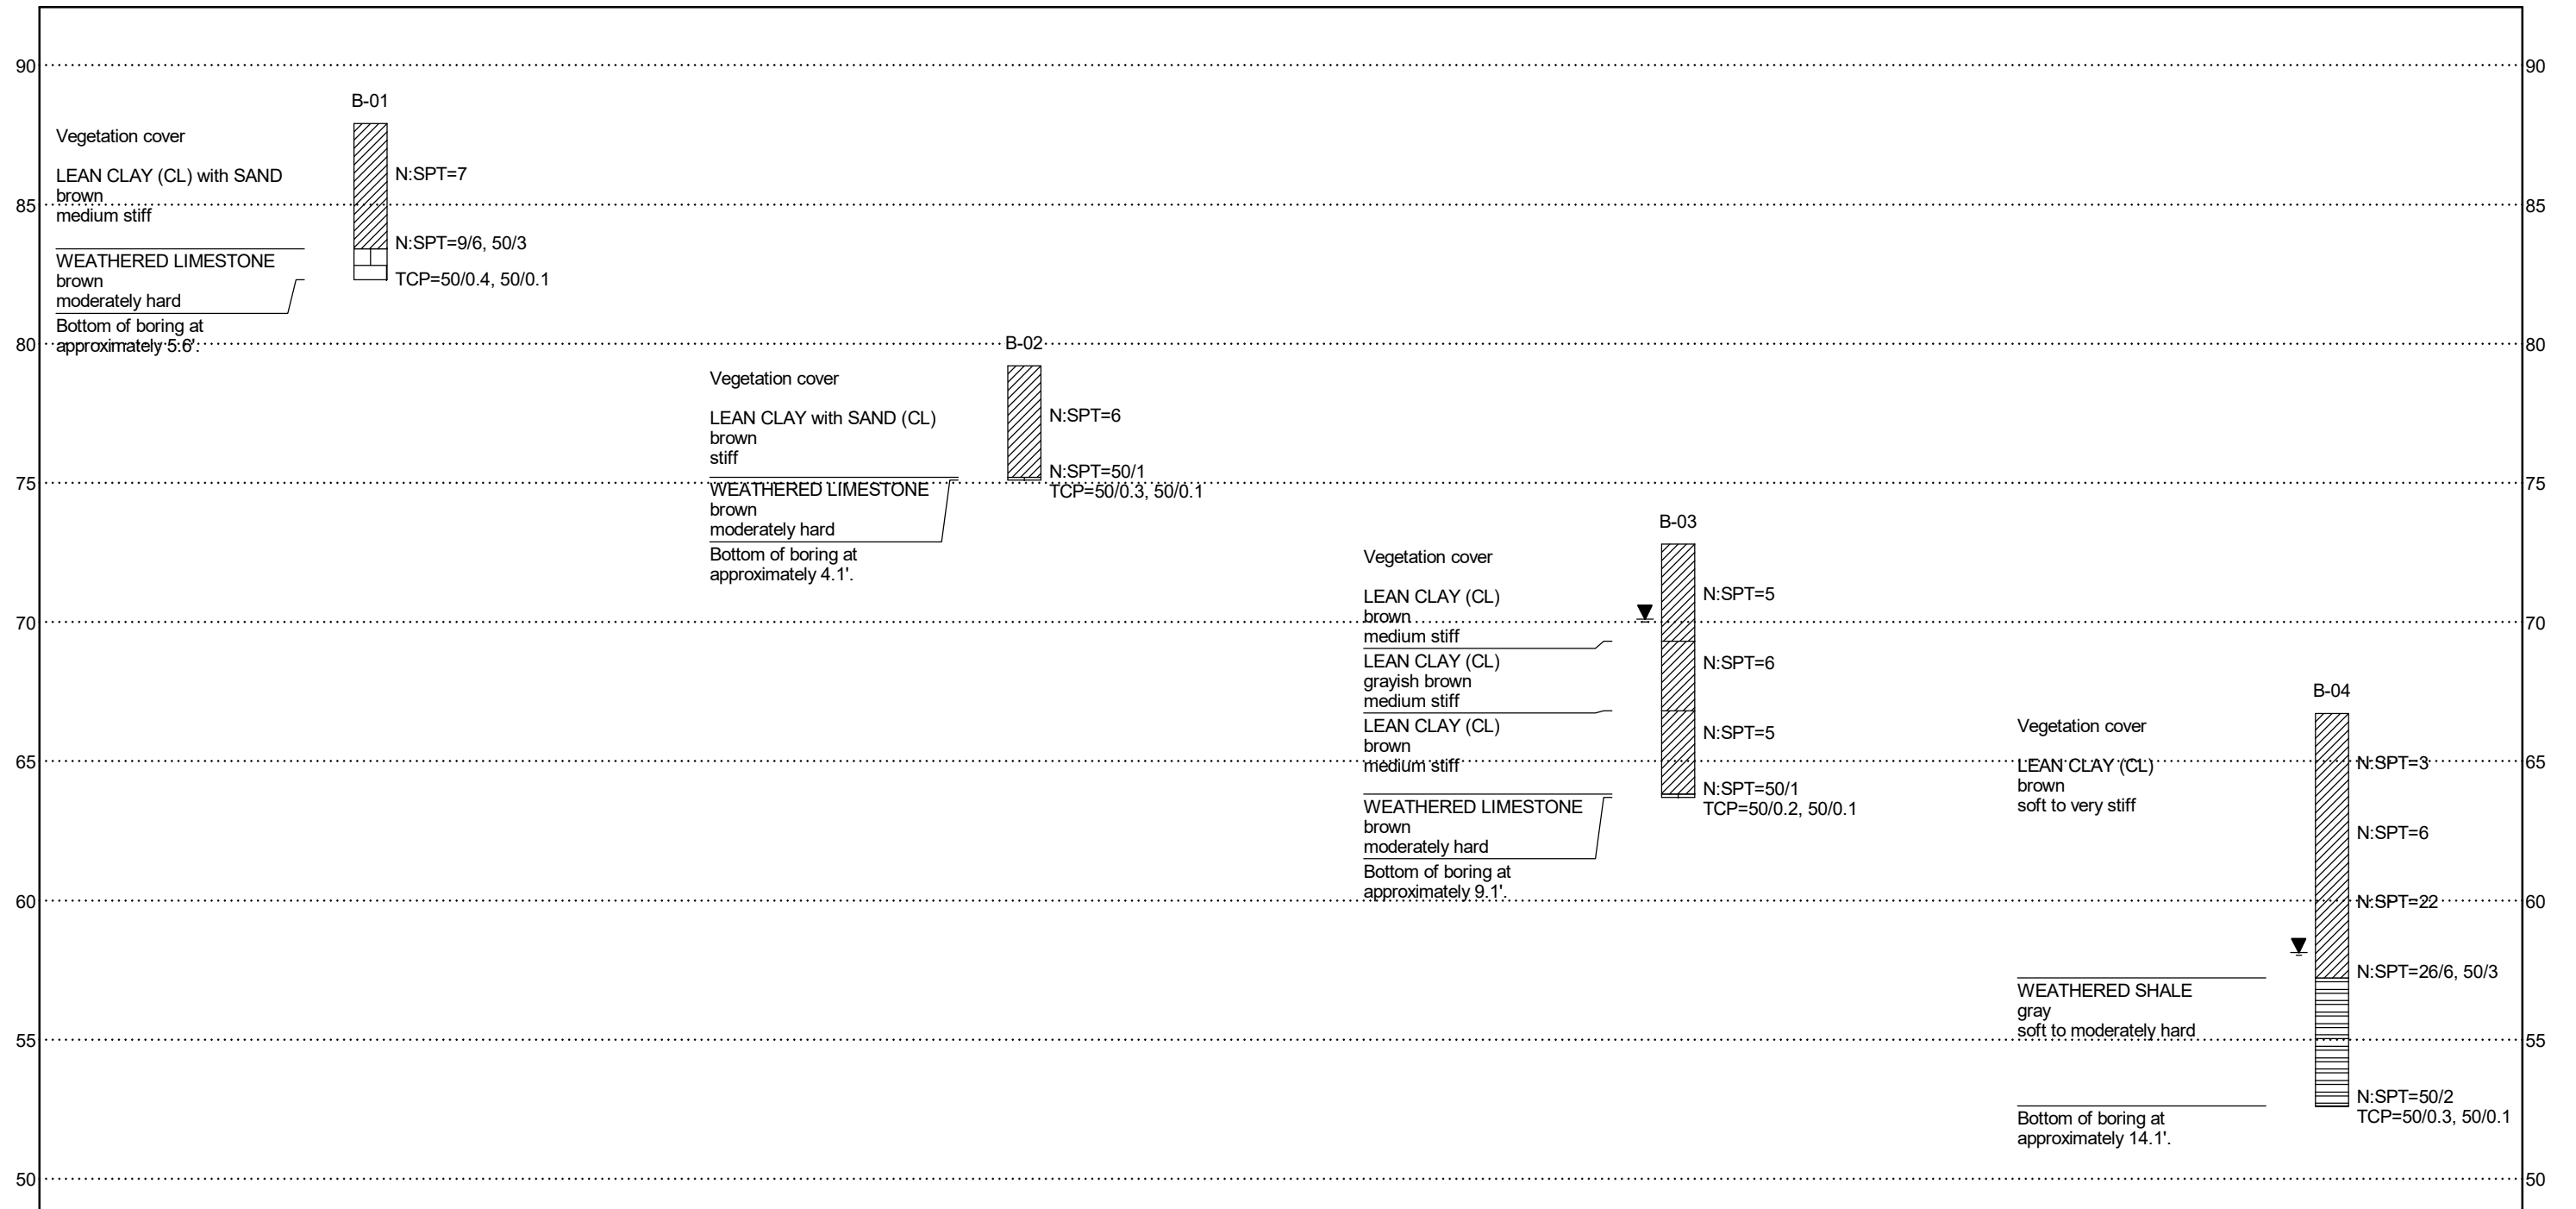 90
90
B-01
Vegetation cover
LEAN CLAY (CL) with SAND
brown
medium stiff
N:SPT=7
85
85
N:SPT=9/6, 50/3
WEATHERED LIMESTONE
brown
moderately hard
TCP=50/0.4, 50/0.1
Bottom of boring at
approximately 5.6'.
80
80
B-02
Vegetation cover
LEAN CLAY with SAND (CL)
brown
stiff
N:SPT=6
N:SPT=50/1
TCP=50/0.3, 50/0.1
75
75
WEATHERED LIMESTONE
brown
moderately hard
Bottom of boring at
approximately 4.1'.
B-03
Vegetation cover
LEAN CLAY (CL)
brown
medium stiff
N:SPT=5
70
70
LEAN CLAY (CL)
grayish brown
medium stiff
N:SPT=6
LEAN CLAY (CL)
brown
medium stiff
N:SPT=5
65
65
N:SPT=50/1
TCP=50/0.2, 50/0.1
WEATHERED LIMESTONE
brown
moderately hard
Bottom of boring at
approximately 9.1'.
B-04
Vegetation cover
LEAN CLAY (CL)
brown
soft to very stiff
N:SPT=3
N:SPT=6
60
N:SPT=22
60
N:SPT=26/6, 50/3
WEATHERED SHALE
gray
soft to moderately hard
55
55
N:SPT=50/2
TCP=50/0.3, 50/0.1
Bottom of boring at
approximately 14.1'.
50
50